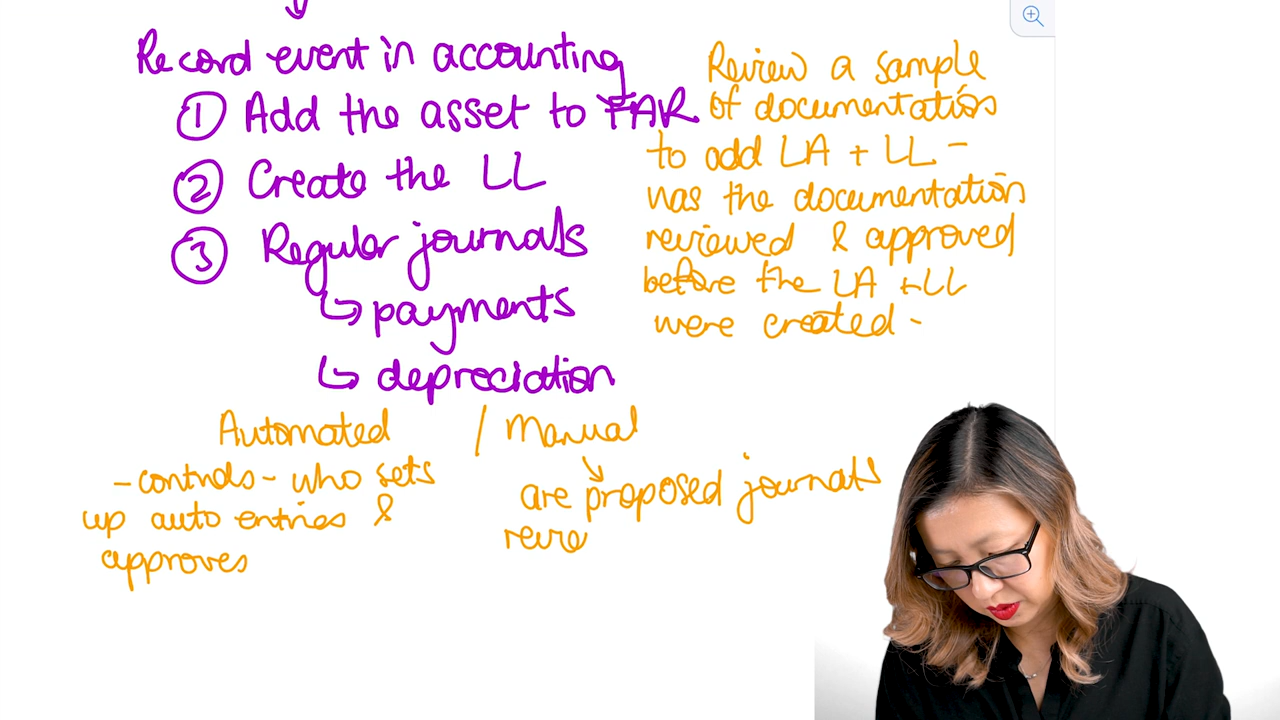 Record event in accounting
① Add the asset to FAR
② Create the LL
③ Regular journals
↳ payments
↳ depreciation
Review a sample
of documentation
to add LA + LL -
was the documentation
reviewed & approved
before the LA + LL
were created -
Automated / Manual
- controls - who sets
up auto entries &
approves
are proposed journals
revie